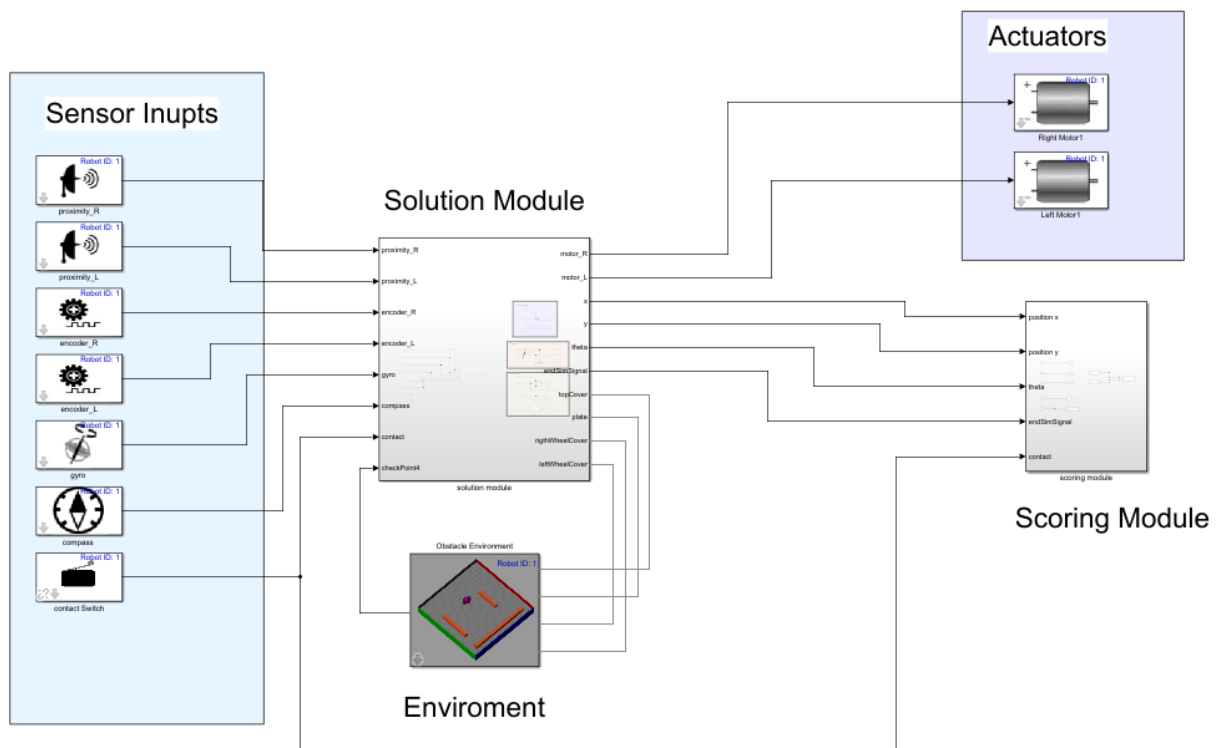 Actuators
Robot ID: 1
Right Motor1
Robot ID: 1
Left Motor1
Sensor Inupts
Robot ID: 1
proximity_R
Robot ID: 1
proximity_L
Robot ID: 1
encoder_R
Robot ID: 1
encoder_L
Robot ID: 1
gyro
Robot ID: 1
compass
Robot ID: 1
contact Switch
Solution Module
proximity_R
proximity_L
encoder_R
encoder_L
gyro
compass
contact
checkPoint4
motor_R
motor_L
x
y
theta
endSimSignal
topCover
plate
rigthWheelCover
leftWheelCover
solution module
Obstacle Environment
Robot ID: 1
Enviroment
position x
position y
theta
endSimSignal
contact
scoring module
Scoring Module